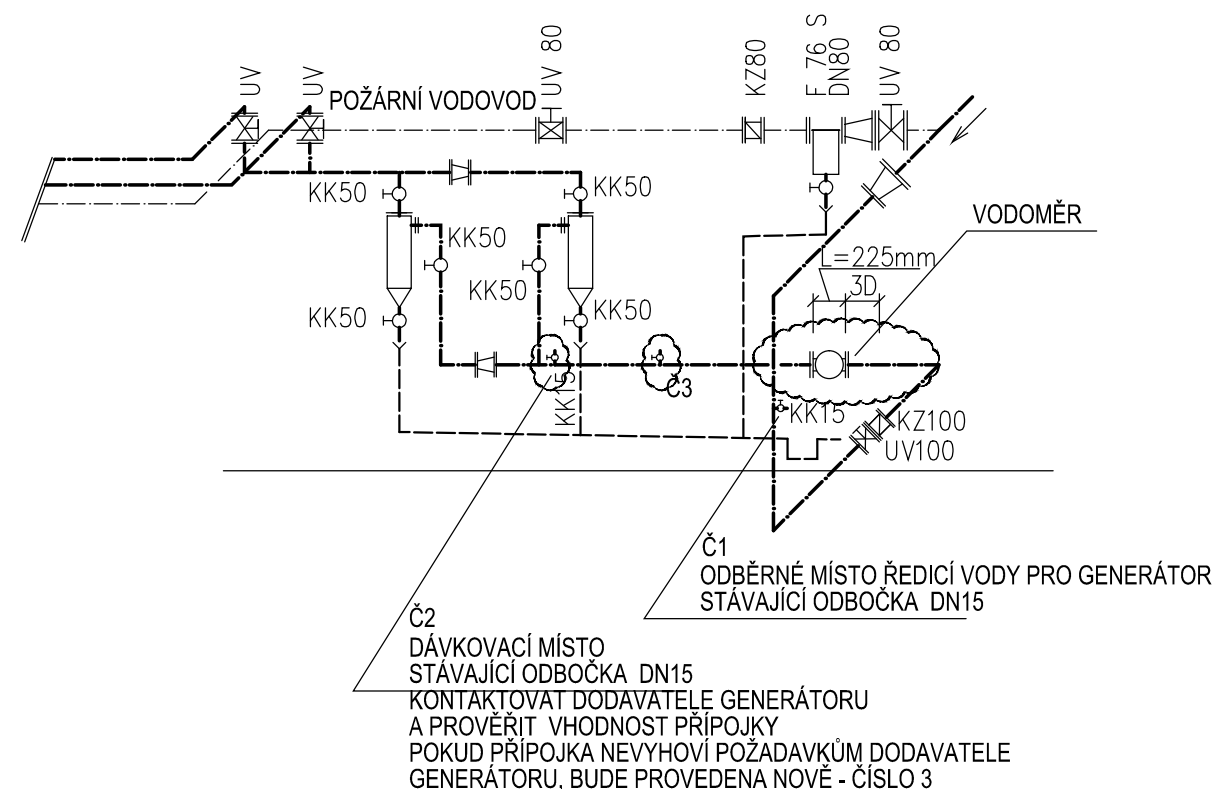 UV
UV
POŽÁRNÍ VODOVOD
UV 80
KZ80
F 76 S
DN80
UV 80
KK50
KK50
KK50
KK50
KK50
KK50
VODOMĚR
L=225mm
3D
KK15
Č3
KK15
KZ100
UV100
Č1
ODBĚRNÉ MÍSTO ŘEDICÍ VODY PRO GENERÁTOR
STÁVAJÍCÍ ODBOČKA DN15
Č2
DÁVKOVACÍ MÍSTO
STÁVAJÍCÍ ODBOČKA DN15
KONTAKTOVAT DODAVATELE GENERÁTORU
A PROVĚŘIT VHODNOST PŘÍPOJKY
POKUD PŘÍPOJKA NEVYHOVÍ POŽADAVKŮM DODAVATELE
GENERÁTORU, BUDE PROVEDENA NOVĚ - ČÍSLO 3